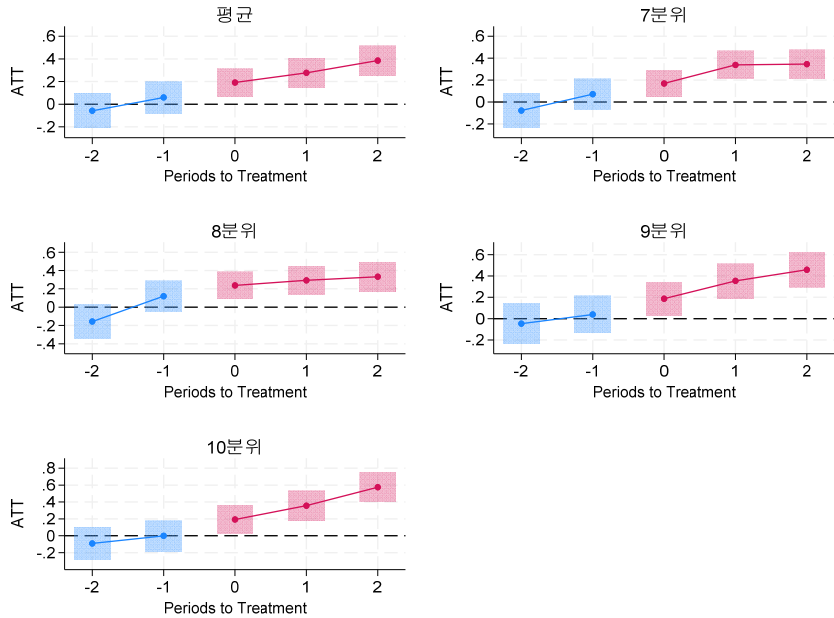 평균
.6
.4
.2
0
-.2
ATT
-2 -1 0 1 2
Periods to Treatment
7분위
.6
.4
.2
0
-.2
ATT
-2 -1 0 1 2
Periods to Treatment
8분위
.6
.4
.2
0
-.2
-.4
ATT
-2 -1 0 1 2
Periods to Treatment
9분위
.6
.4
.2
0
-.2
ATT
-2 -1 0 1 2
Periods to Treatment
10분위
.8
.6
.4
.2
0
-.2
ATT
-2 -1 0 1 2
Periods to Treatment